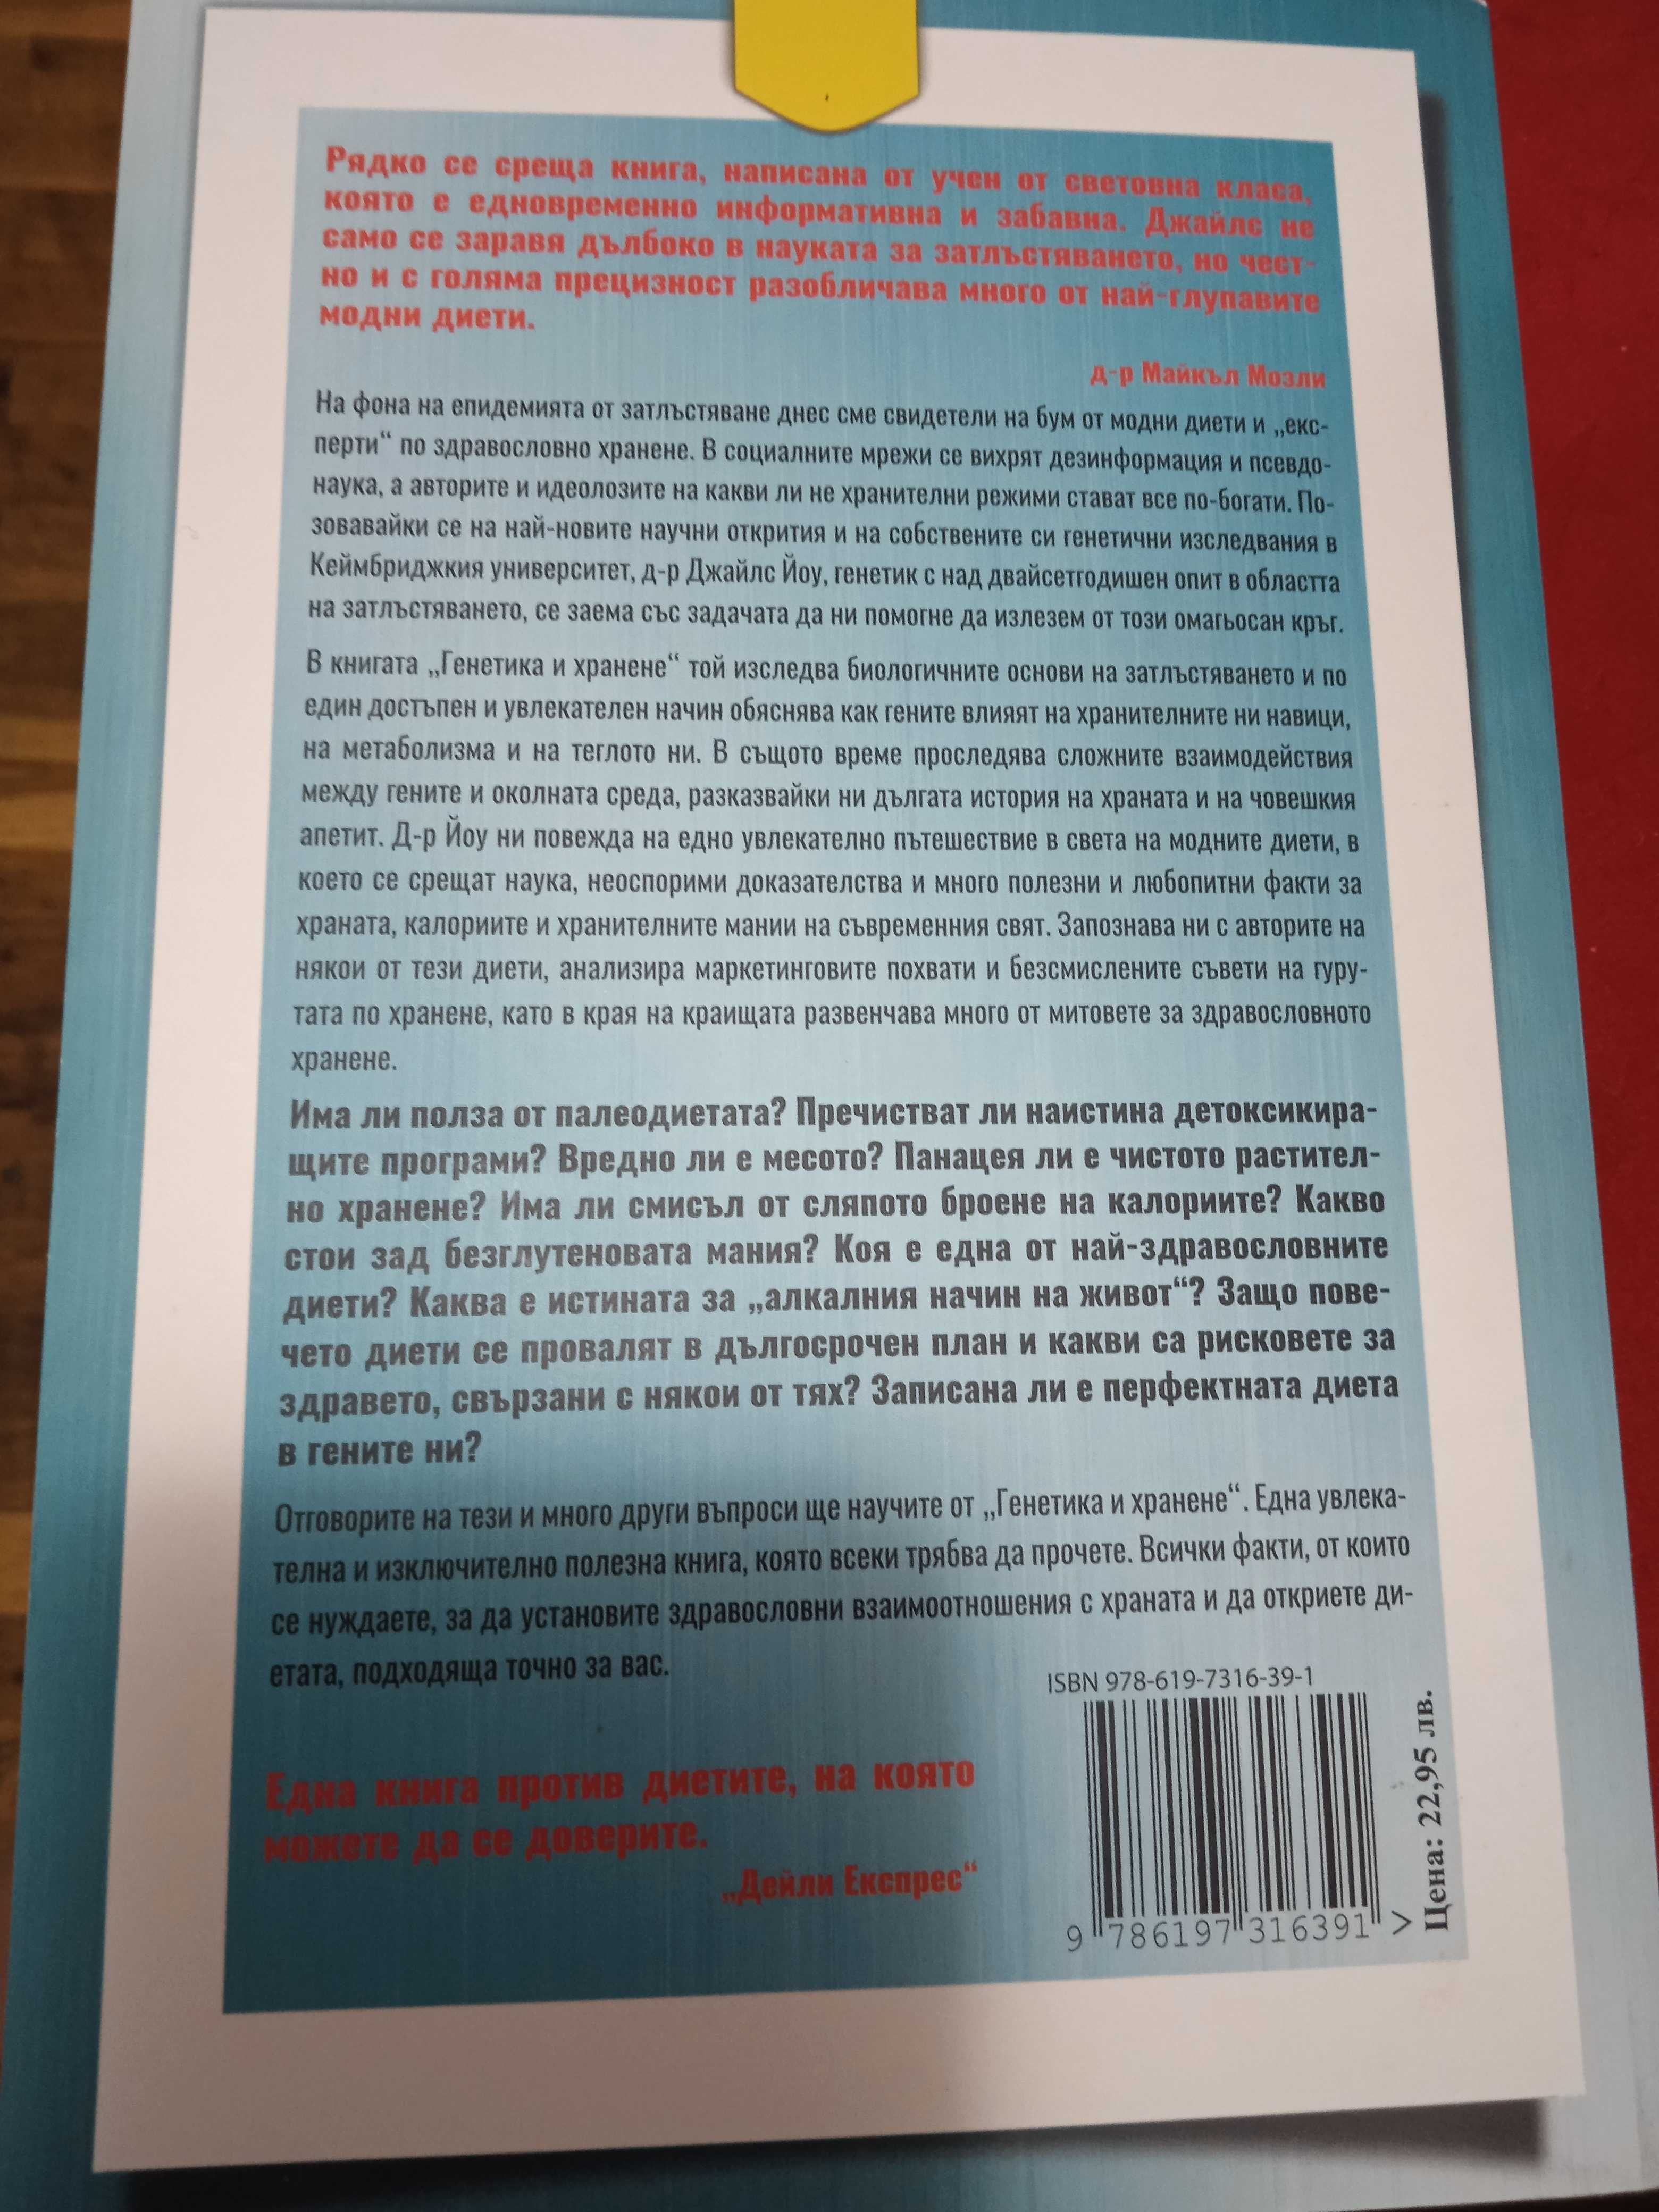 Рядко се среща книга, написана от учен от световна класа,
която е едновременно информативна и забавна. Джайлс не
само се заравя дълбоко в науката за затлъстяването, но чест-
но и с голяма прецизност разобличава много от най-глупавите
модни диети.
д-р Майкъл Мозли
На фона на епидемията от затлъстяване днес сме свидетели на бум от модни диети и „екс-
перти“ по здравословно хранене. В социалните мрежи се вихрят дезинформация и псевдо-
наука, а авторите и идеолозите на какви ли не хранителни режими стават все по-богати. По-
зовавайки се на най-новите научни открития и на собствените си генетични изследвания в
Кеймбриджкия университет, д-р Джайлс Йоу, генетик с над двайсетгодишен опит в областта
на затлъстяването, се заема със задачата да ни помогне да излезем от този омагьосан кръг.
В книгата „Генетика и хранене“ той изследва биологичните основи на затлъстяването и по
един достъпен и увлекателен начин обяснява как гените влияят на хранителните ни навици,
на метаболизма и на теглото ни. В същото време проследява сложните взаимодействия
между гените и околната среда, разказвайки ни дългата история на храната и на човешкия
апетит. Д-р Йоу ни повежда на едно увлекателно пътешествие в света на модните диети, в
което се срещат наука, неоспорими доказателства и много полезни и любопитни факти за
храната, калориите и хранителните мании на съвременния свят. Запознава ни с авторите на
някои от тези диети, анализира маркетинговите похвати и безсмислените съвети на гуру-
тата по хранене, като в края на краищата развенчава много от митовете за здравословното
хранене.
Има ли полза от палеодиетата? Пречистват ли наистина детоксикира-
щите програми? Вредно ли е месото? Панацея ли е чистото растител-
но хранене? Има ли смисъл от сляпото броене на калориите? Какво
стои зад безглутеновата мания? Коя е една от най-здравословните
диети? Каква е истината за „алкалния начин на живот“? Защо пове-
чето диети се провалят в дългосрочен план и какви са рисковете за
здравето, свързани с някои от тях? Записана ли е перфектната диета
в гените ни?
Отговорите на тези и много други въпроси ще научите от „Генетика и хранене“. Една увлека-
телна и изключително полезна книга, която всеки трябва да прочете. Всички факти, от които
се нуждаете, за да установите здравословни взаимоотношения с храната и да откриете ди-
етата, подходяща точно за вас.
Една книга против диетите, на която
можете да се доверите.
„Дейли Експрес“
ISBN 978-619-7316-39-1
9 786197 316391 >
Цена: 22,95 лв.